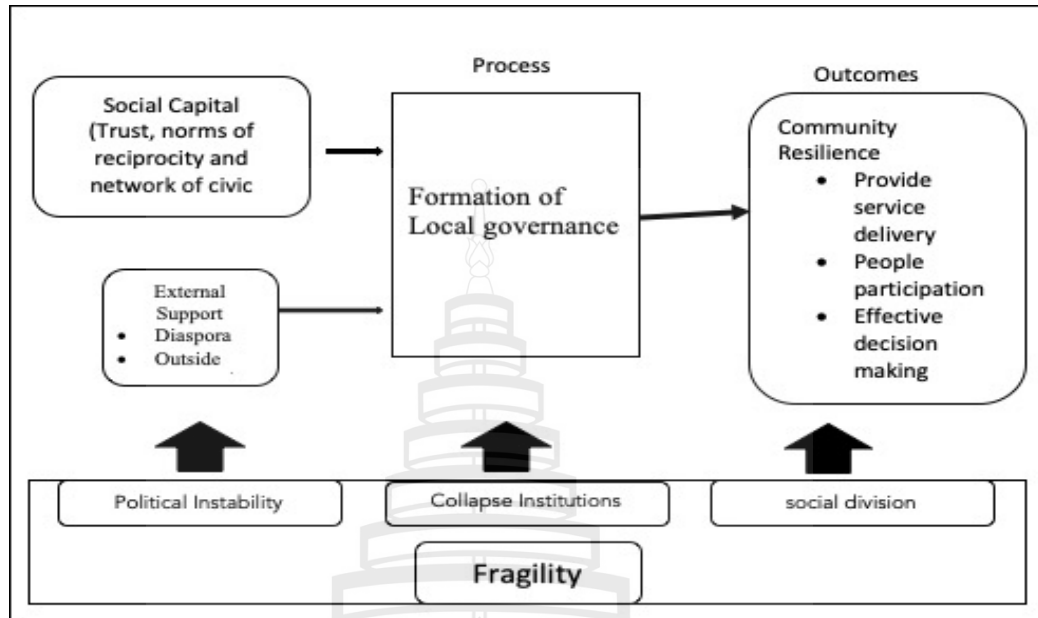 Process
Outcomes
Social Capital
(Trust, norms of
reciprocity and
network of civic
External
Support
• Diaspora
• Outside
Formation of
Local governance
Community
Resilience
• Provide
service
delivery
• People
participation
• Effective
decision
making
Political Instability
Collapse Institutions
social division
Fragility